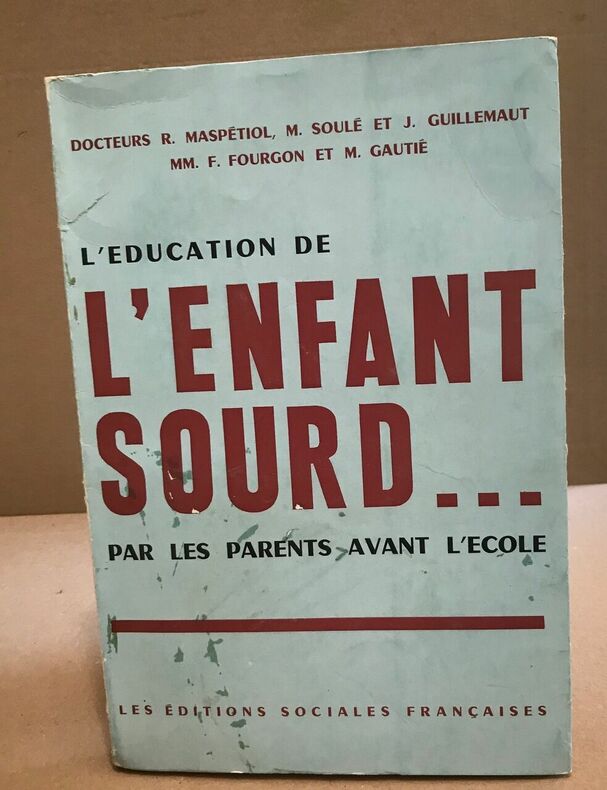 DOCTEURS R. MASPÉTIOL, M. SOULÉ ET J. GUILLEMAUT
MM. F. FOURGON ET M. GAUTIÉ
L'EDUCATION DE
L'ENFANT
SOURD...
PAR LES PARENTS AVANT L'ECOLE
LES ÉDITIONS SOCIALES FRANÇAISES